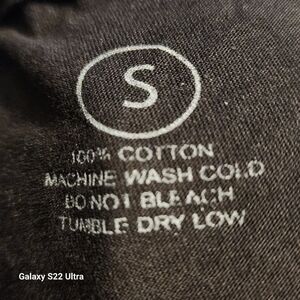 S
100% COTTON
MACHINE WASH COLD
DO NOT BLEACH
TUMBLE DRY LOW
Galaxy S22 Ultra